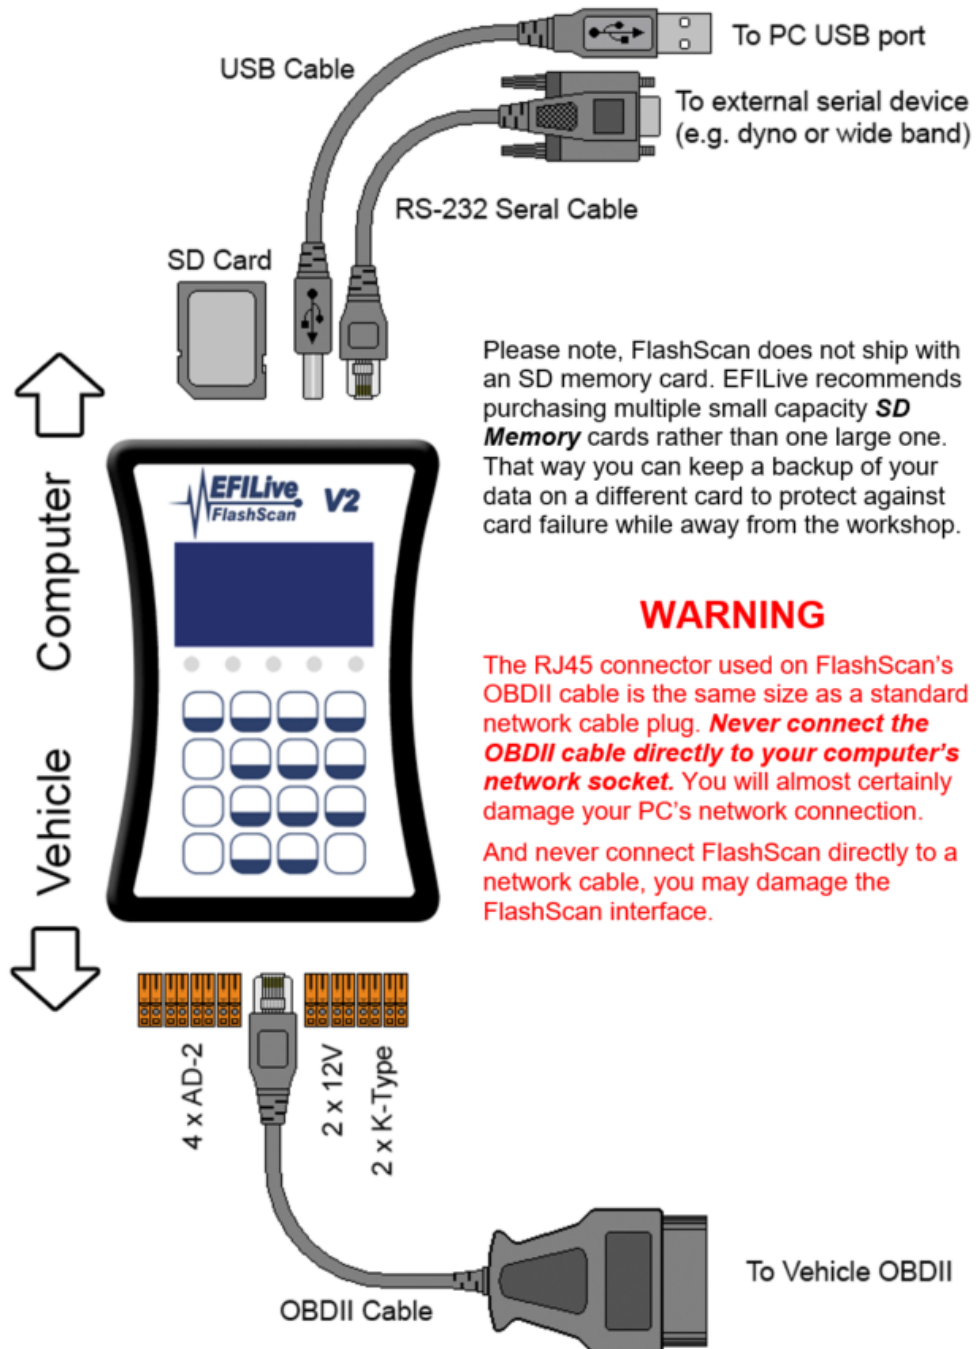 To PC USB port
USB Cable
To external serial device
(e.g. dyno or wide band)
RS-232 Seral Cable
SD Card
Please note, FlashScan does not ship with
an SD memory card. EFILive recommends
purchasing multiple small capacity SD
Memory cards rather than one large one.
That way you can keep a backup of your
data on a different card to protect against
card failure while away from the workshop.
Computer
EFILive
FlashScan
V2
WARNING
The RJ45 connector used on FlashScan's
OBDII cable is the same size as a standard
network cable plug. Never connect the
OBDII cable directly to your computer's
network socket. You will almost certainly
damage your PC's network connection.
And never connect FlashScan directly to a
network cable, you may damage the
FlashScan interface.
Vehicle
4 x AD-2
2 x 12V
2 x K-Type
To Vehicle OBDII
OBDII Cable